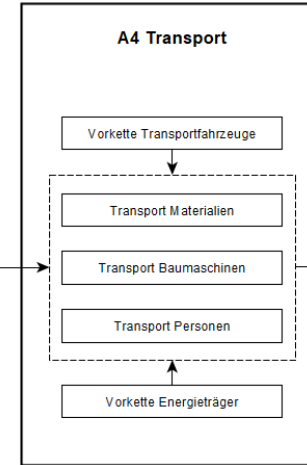 A4 Transport
Vorkette Transportfahrzeuge
Transport Materialien
Transport Baumaschinen
Transport Personen
Vorkette Energieträger